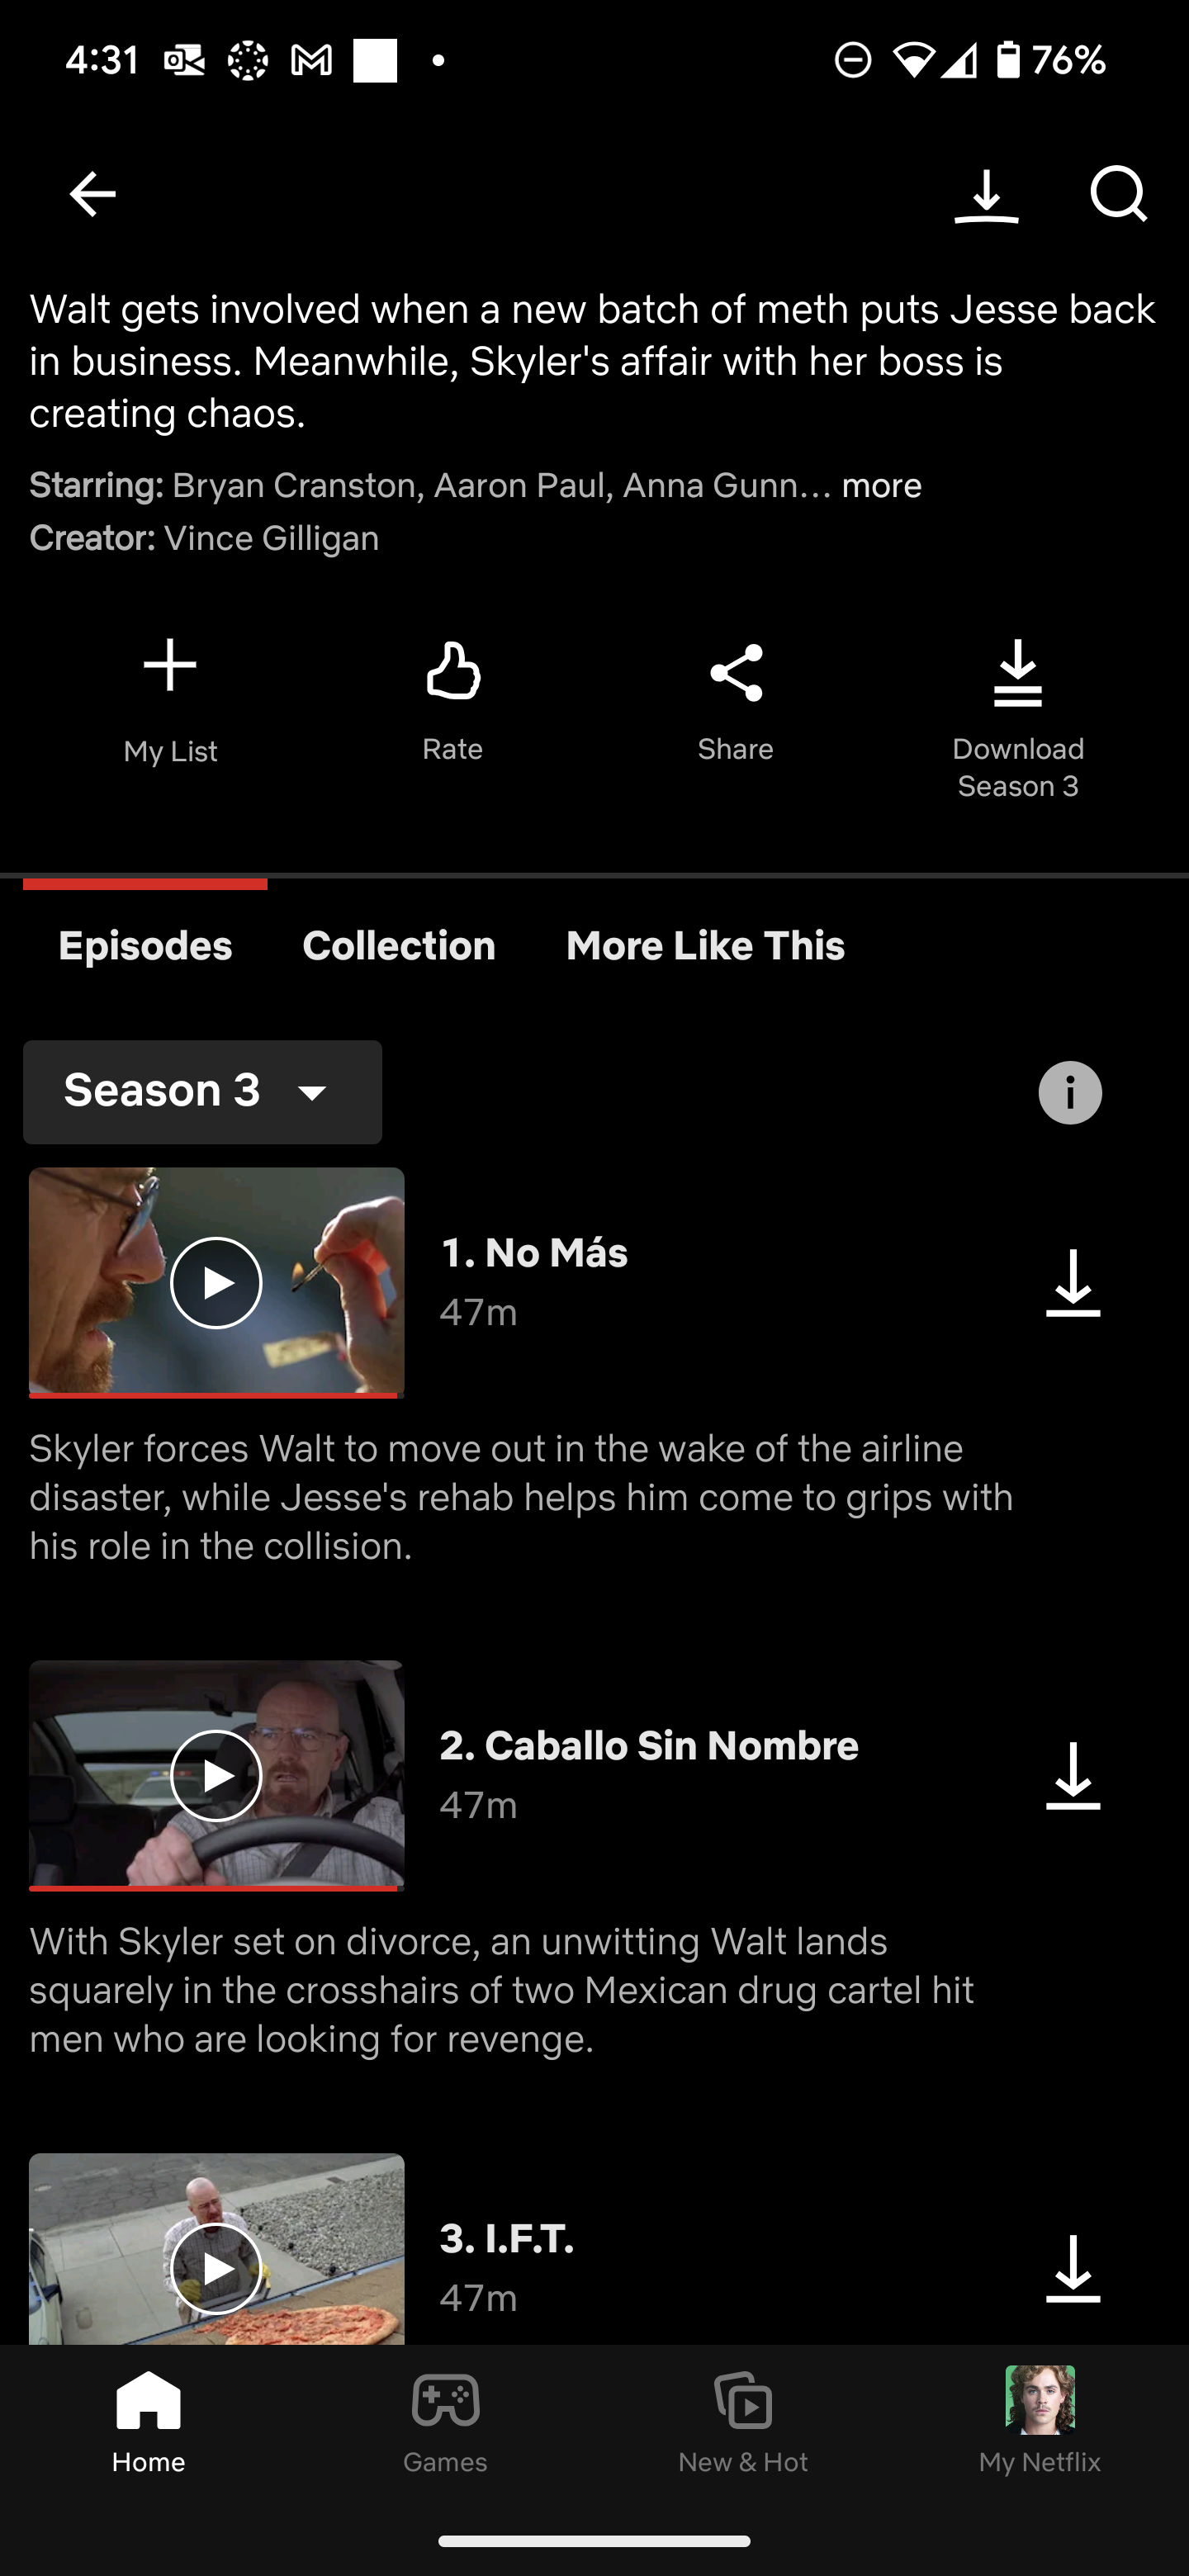 4:31
76%
Walt gets involved when a new batch of meth puts Jesse back
in business. Meanwhile, Skyler's affair with her boss is
creating chaos.
Starring: Bryan Cranston, Aaron Paul, Anna Gunn... more
Creator: Vince Gilligan
My List
Rate
Share
Download
Season 3
Episodes
Collection
More Like This
Season 3
1. No Más
47m
Skyler forces Walt to move out in the wake of the airline
disaster, while Jesse's rehab helps him come to grips with
his role in the collision.
2. Caballo Sin Nombre
47m
With Skyler set on divorce, an unwitting Walt lands
squarely in the crosshairs of two Mexican drug cartel hit
men who are looking for revenge.
3. I.F.T.
47m
Home
Games
New & Hot
My Netflix